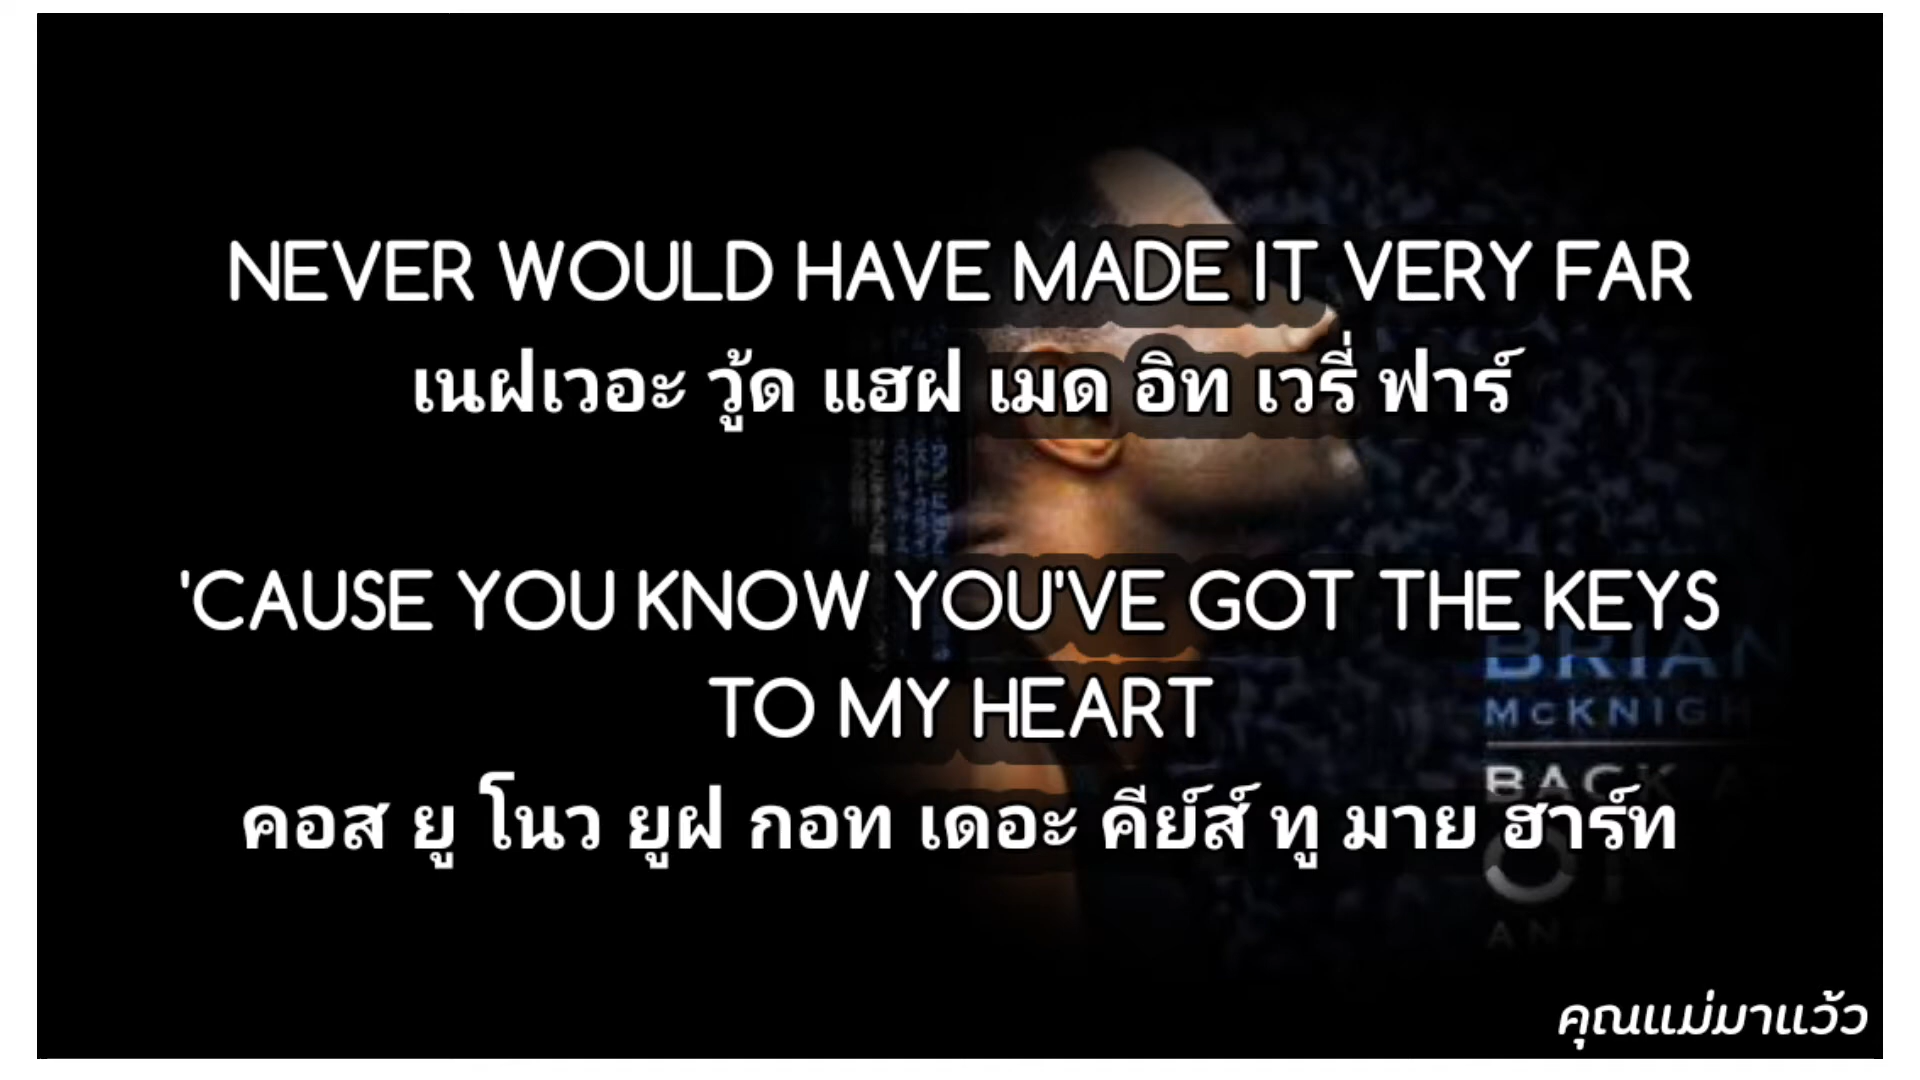 NEVER WOULD HAVE MADE IT VERY FAR
เนฝเวอะ วู้ด แฮฝ เมด อิท เวรี่ ฟาร์
'CAUSE YOU KNOW YOU'VE GOT THE KEYS
TO MY HEART
คอส ยู โนว ยูฝ กอท เดอะ คีย์ส์ ทู มาย ฮาร์ท
BRIAN
McKNIGH
BACK A
AN
คุณแม่มาแว้ว